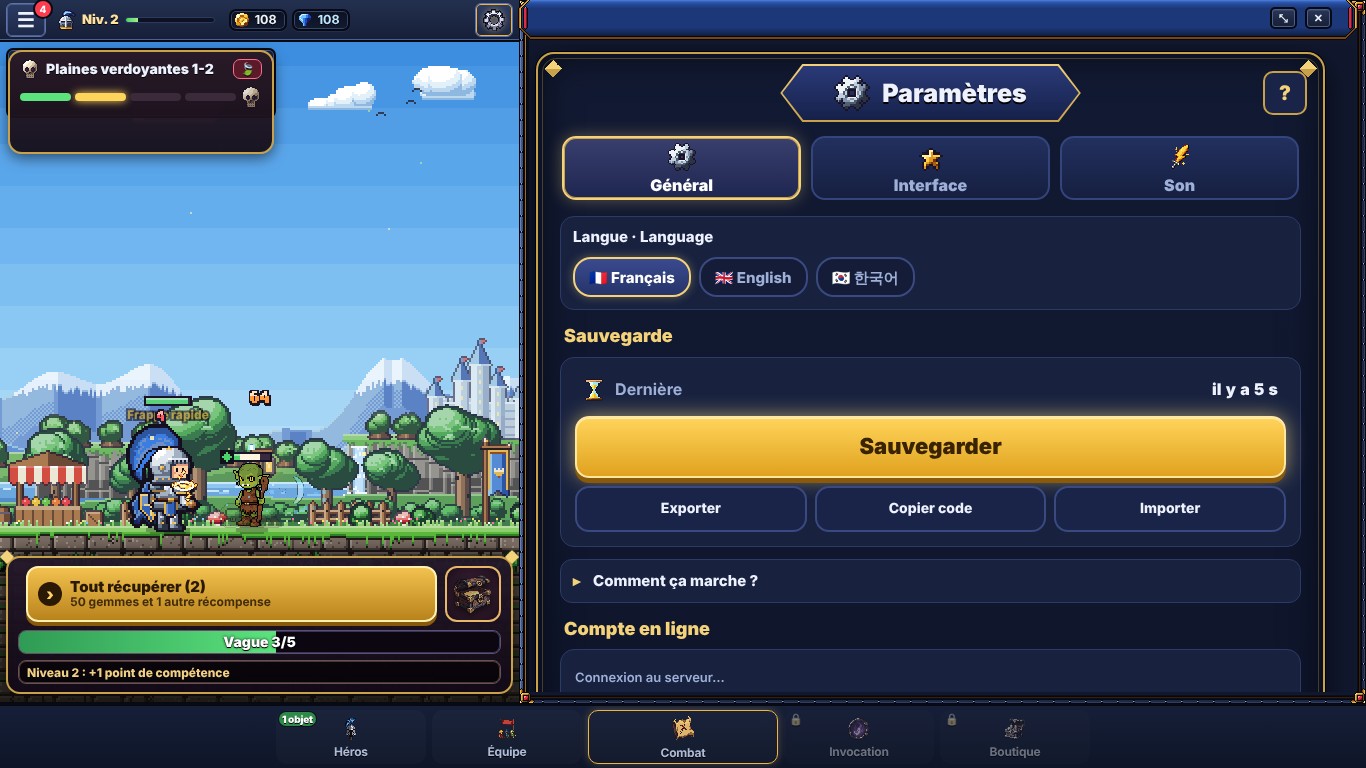 4
Niv. 2
108
108
Plaines verdoyantes 1-2
64
4
Tout récupérer (2)
50 gemmes et 1 autre récompense
Vague 3/5
Niveau 2 : +1 point de compétence
Paramètres
?
Général
Interface
Son
Langue · Language
🇫🇷 Français
🇬🇧 English
🇰🇷 한국어
Sauvegarde
Dernière
il y a 5 s
Sauvegarder
Exporter
Copier code
Importer
Comment ça marche ?
Compte en ligne
Connexion au serveur...
1 objet
Héros
Équipe
Combat
Invocation
Boutique